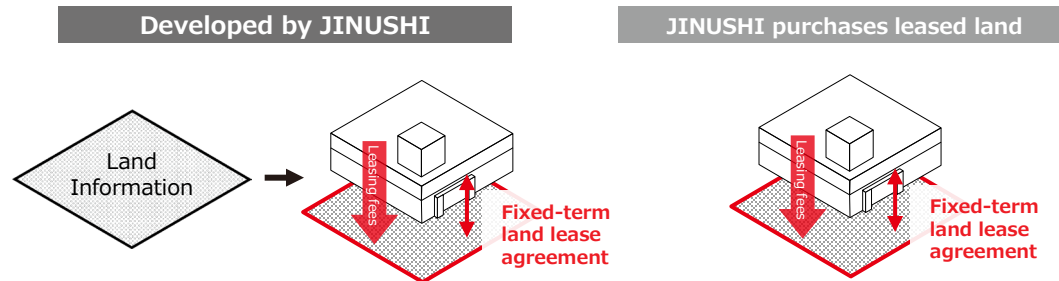 Developed by JINUSHI
JINUSHI purchases leased land
Land
Information
Leasing fees
Fixed-term
land lease
agreement
Leasing fees
Fixed-term
land lease
agreement